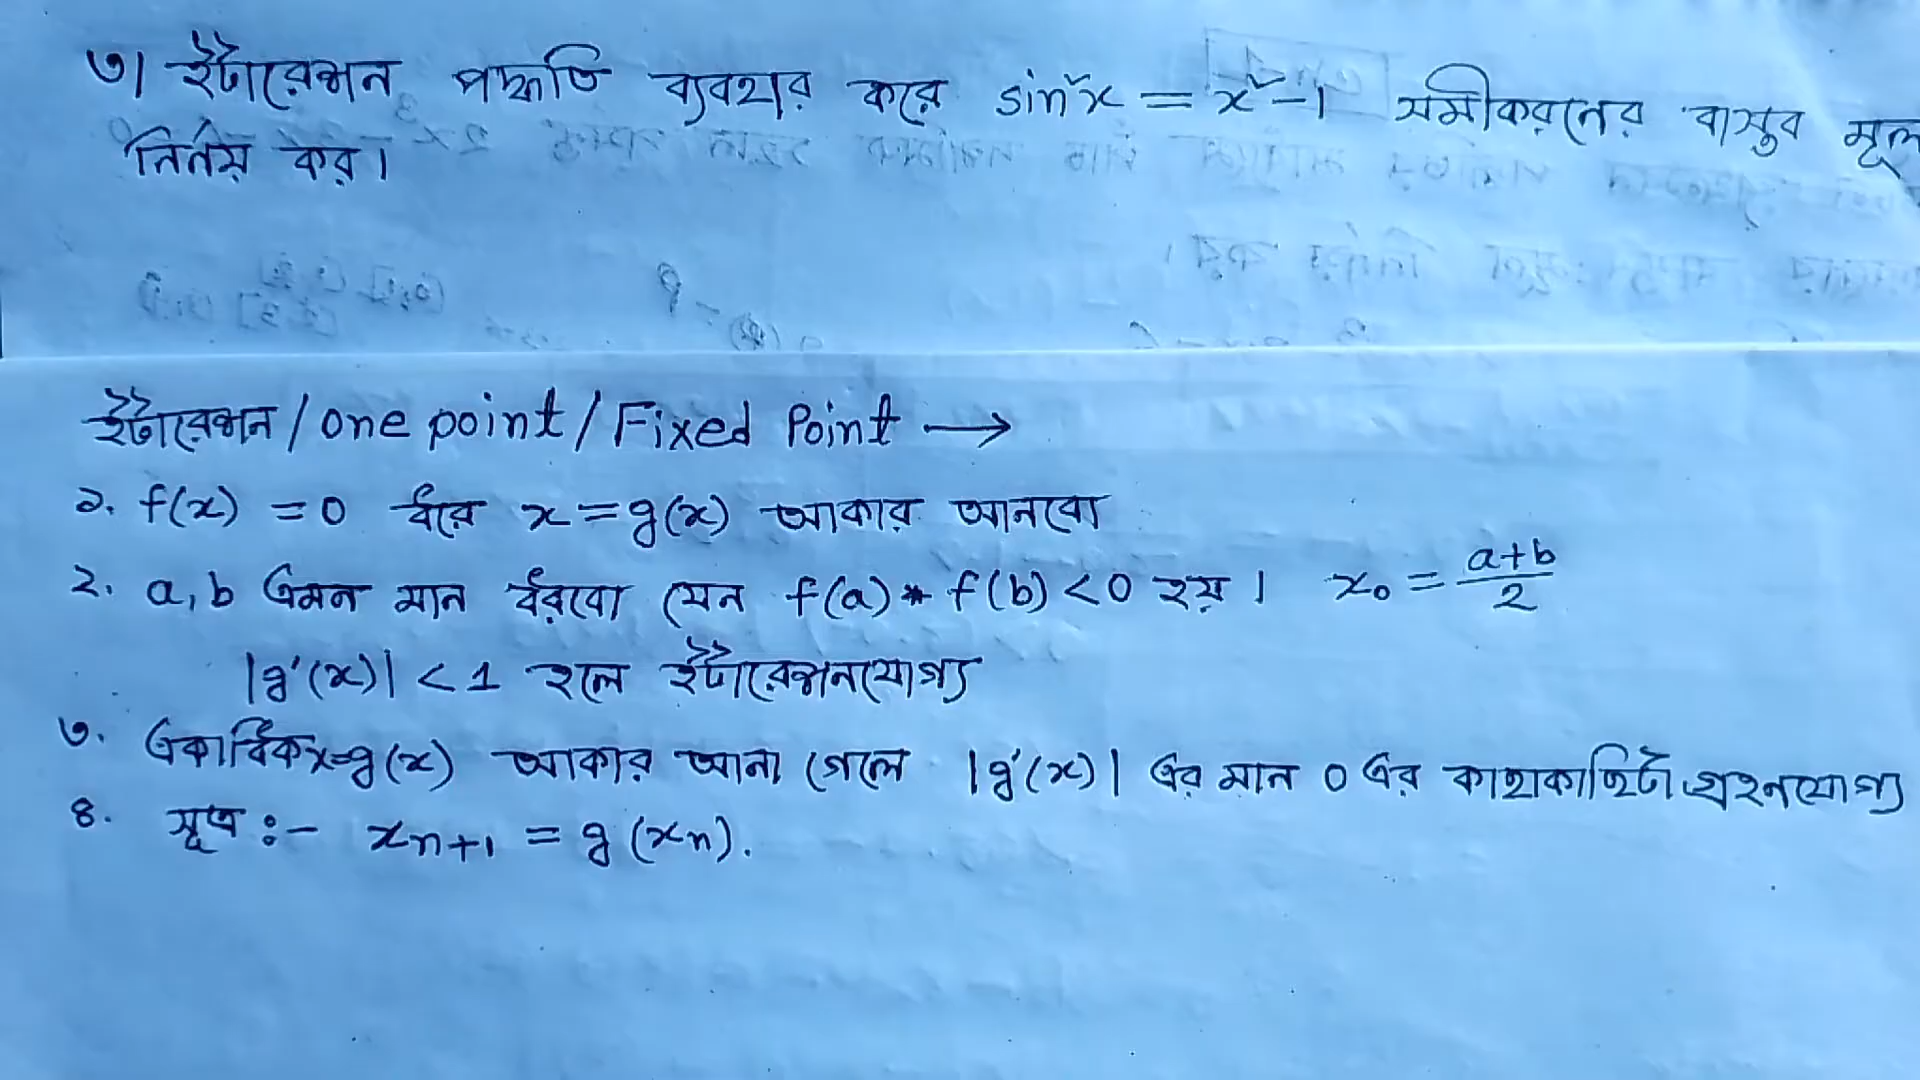 ৩। ইটারেশন পদ্ধতি ব্যবহার করে sin²x = x²-1 সমীকরনের বাস্তব মূল
নির্নয় কর।
ইটারেশন / one point / Fixed Point →
১. f(x) = 0 ধরে x = g(x) আকার আনবো
২. a, b এমন মান ধরবো যেন f(a) * f(b) < 0 হয়। x₀ = (a+b)/2
|g'(x)| < 1 হলে ইটারেশনযোগ্য
৩. একাধিক x=g(x) আকার আনা গেলে |g'(x)| এর মান 0 এর কাছাকাছিটা গ্রহনযোগ্য
৪. সূত্র :- xₙ₊₁ = g(xₙ).